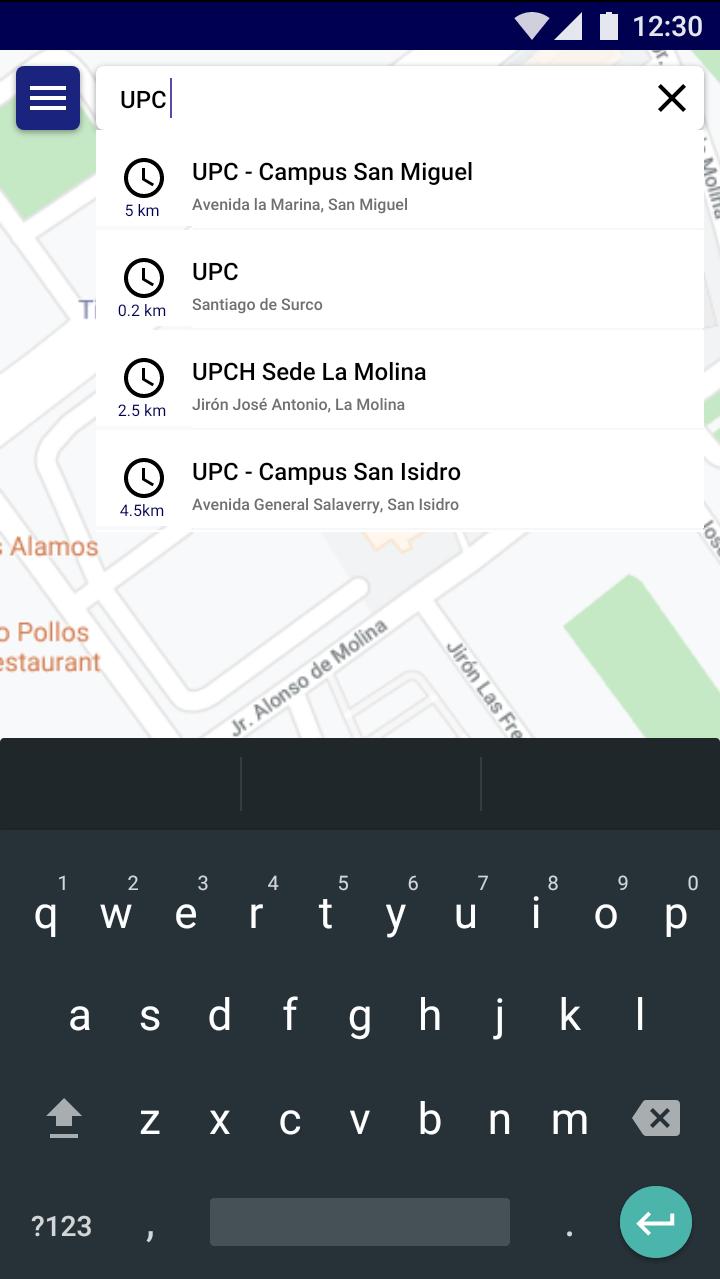 12:30
UPC
UPC - Campus San Miguel
5 km
Avenida la Marina, San Miguel
UPC
0.2 km
Santiago de Surco
UPCH Sede La Molina
2.5 km
Jirón José Antonio, La Molina
UPC - Campus San Isidro
4.5km
Avenida General Salaverry, San Isidro
Alamos
Pollos
estaurant
Jr. Alonso de Molina
Jirón Las Fre
la Molina
1 2 3 4 5 6 7 8 9 0
q w e r t y u i o p
a s d f g h j k l
z x c v b n m
?123 , .